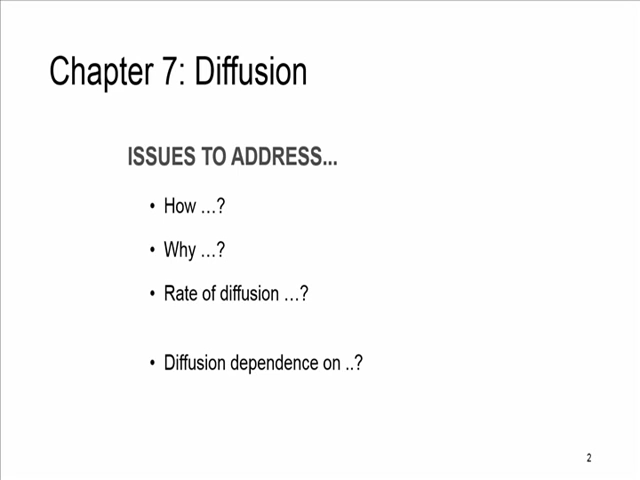 Chapter 7: Diffusion
ISSUES TO ADDRESS...
• How …?
• Why …?
• Rate of diffusion …?
• Diffusion dependence on ..?
2